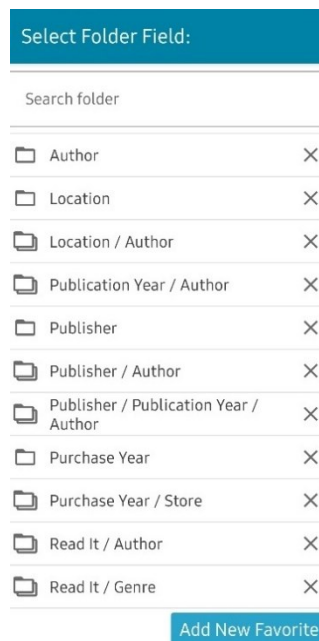 Select Folder Field:
Search folder
Author
Location
Location / Author
Publication Year / Author
Publisher
Publisher / Author
Publisher / Publication Year /
Author
Purchase Year
Purchase Year / Store
Read It / Author
Read It / Genre
Add New Favorite